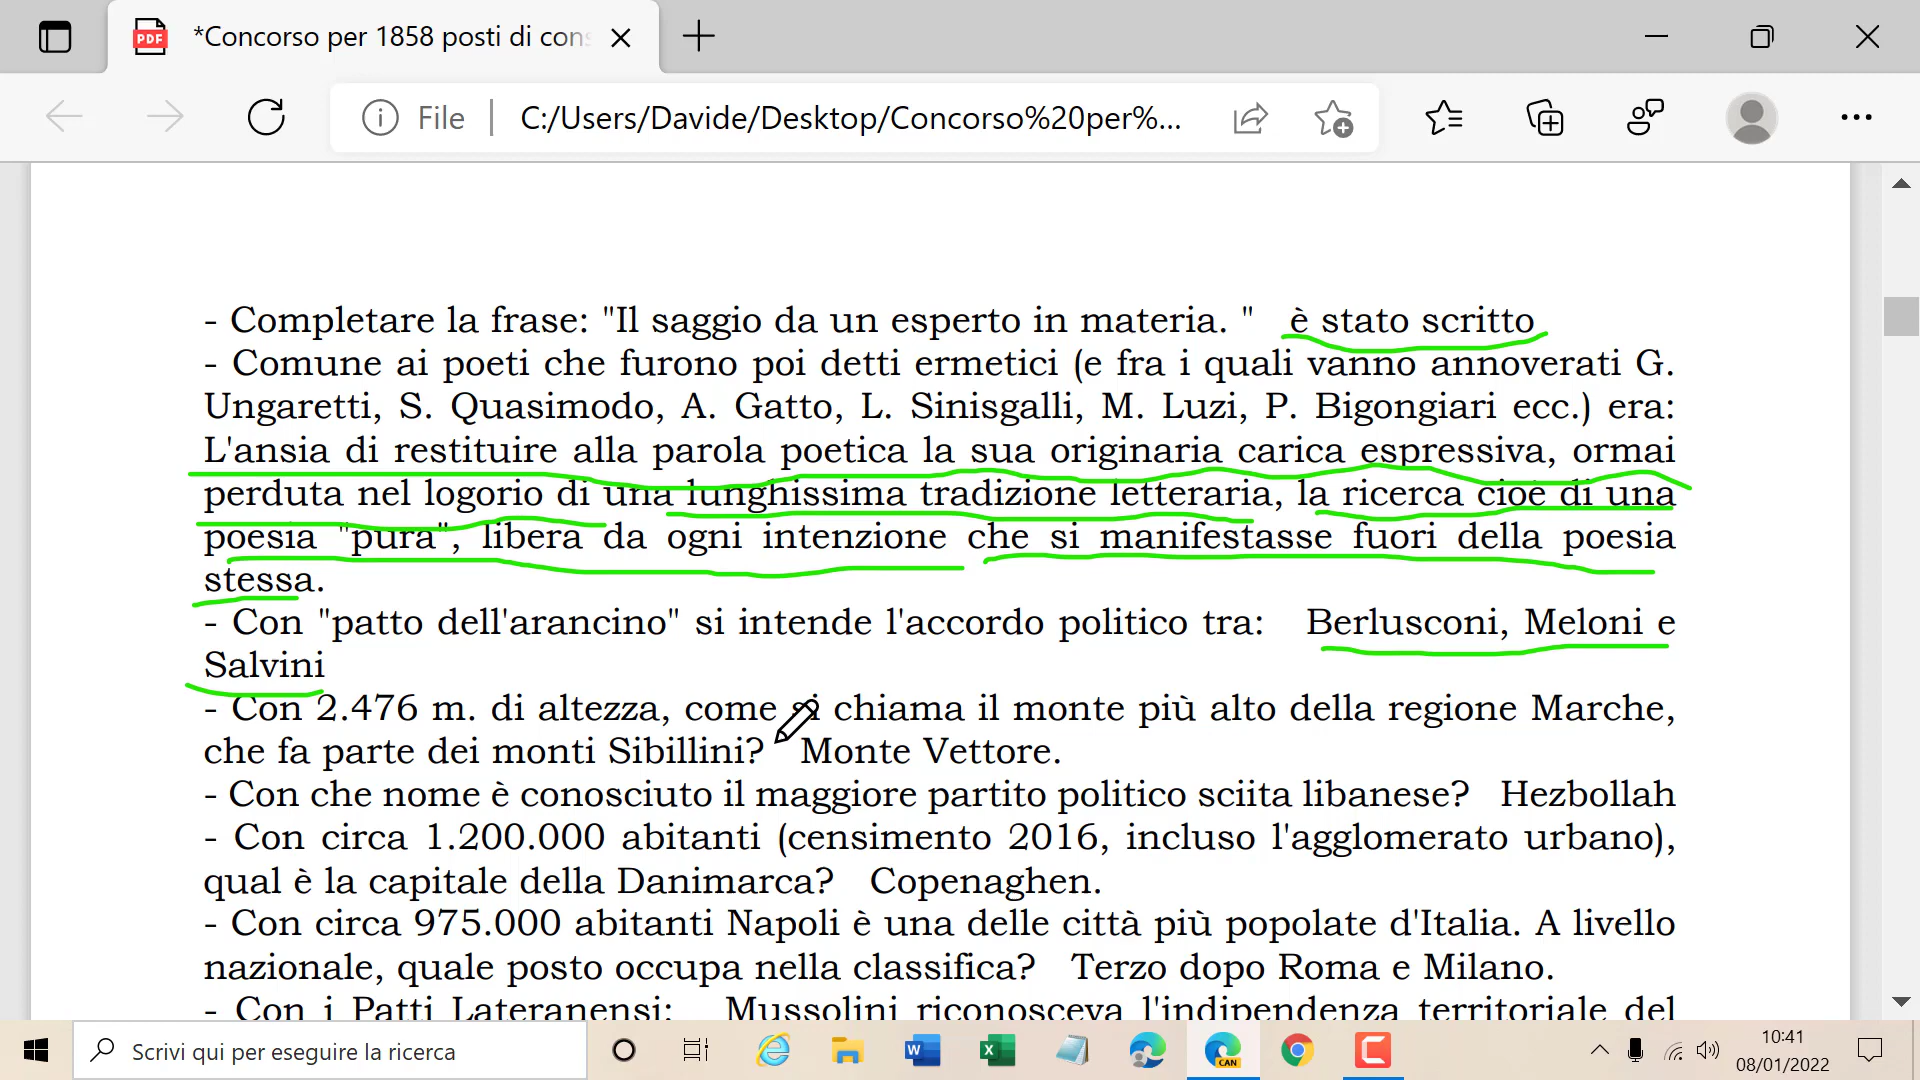 *Concorso per 1858 posti di con
File
C:/Users/Davide/Desktop/Concorso%20per%...
- Completare la frase: "Il saggio da un esperto in materia. " è stato scritto
- Comune ai poeti che furono poi detti ermetici (e fra i quali vanno annoverati G.
Ungaretti, S. Quasimodo, A. Gatto, L. Sinisgalli, M. Luzi, P. Bigongiari ecc.) era:
L'ansia di restituire alla parola poetica la sua originaria carica espressiva, ormai
perduta nel logorio di una lunghissima tradizione letteraria, la ricerca cioè di una
poesia "pura", libera da ogni intenzione che si manifestasse fuori della poesia
stessa.
- Con "patto dell'arancino" si intende l'accordo politico tra: Berlusconi, Meloni e
Salvini
- Con 2.476 m. di altezza, come si chiama il monte più alto della regione Marche,
che fa parte dei monti Sibillini? Monte Vettore.
- Con che nome è conosciuto il maggiore partito politico sciita libanese? Hezbollah
- Con circa 1.200.000 abitanti (censimento 2016, incluso l'agglomerato urbano),
qual è la capitale della Danimarca? Copenaghen.
- Con circa 975.000 abitanti Napoli è una delle città più popolate d'Italia. A livello
nazionale, quale posto occupa nella classifica? Terzo dopo Roma e Milano.
- Con i Patti Lateranensi: Mussolini riconosceva l'indipendenza territoriale del
Scrivi qui per eseguire la ricerca
10:41
08/01/2022
PDF
CAN